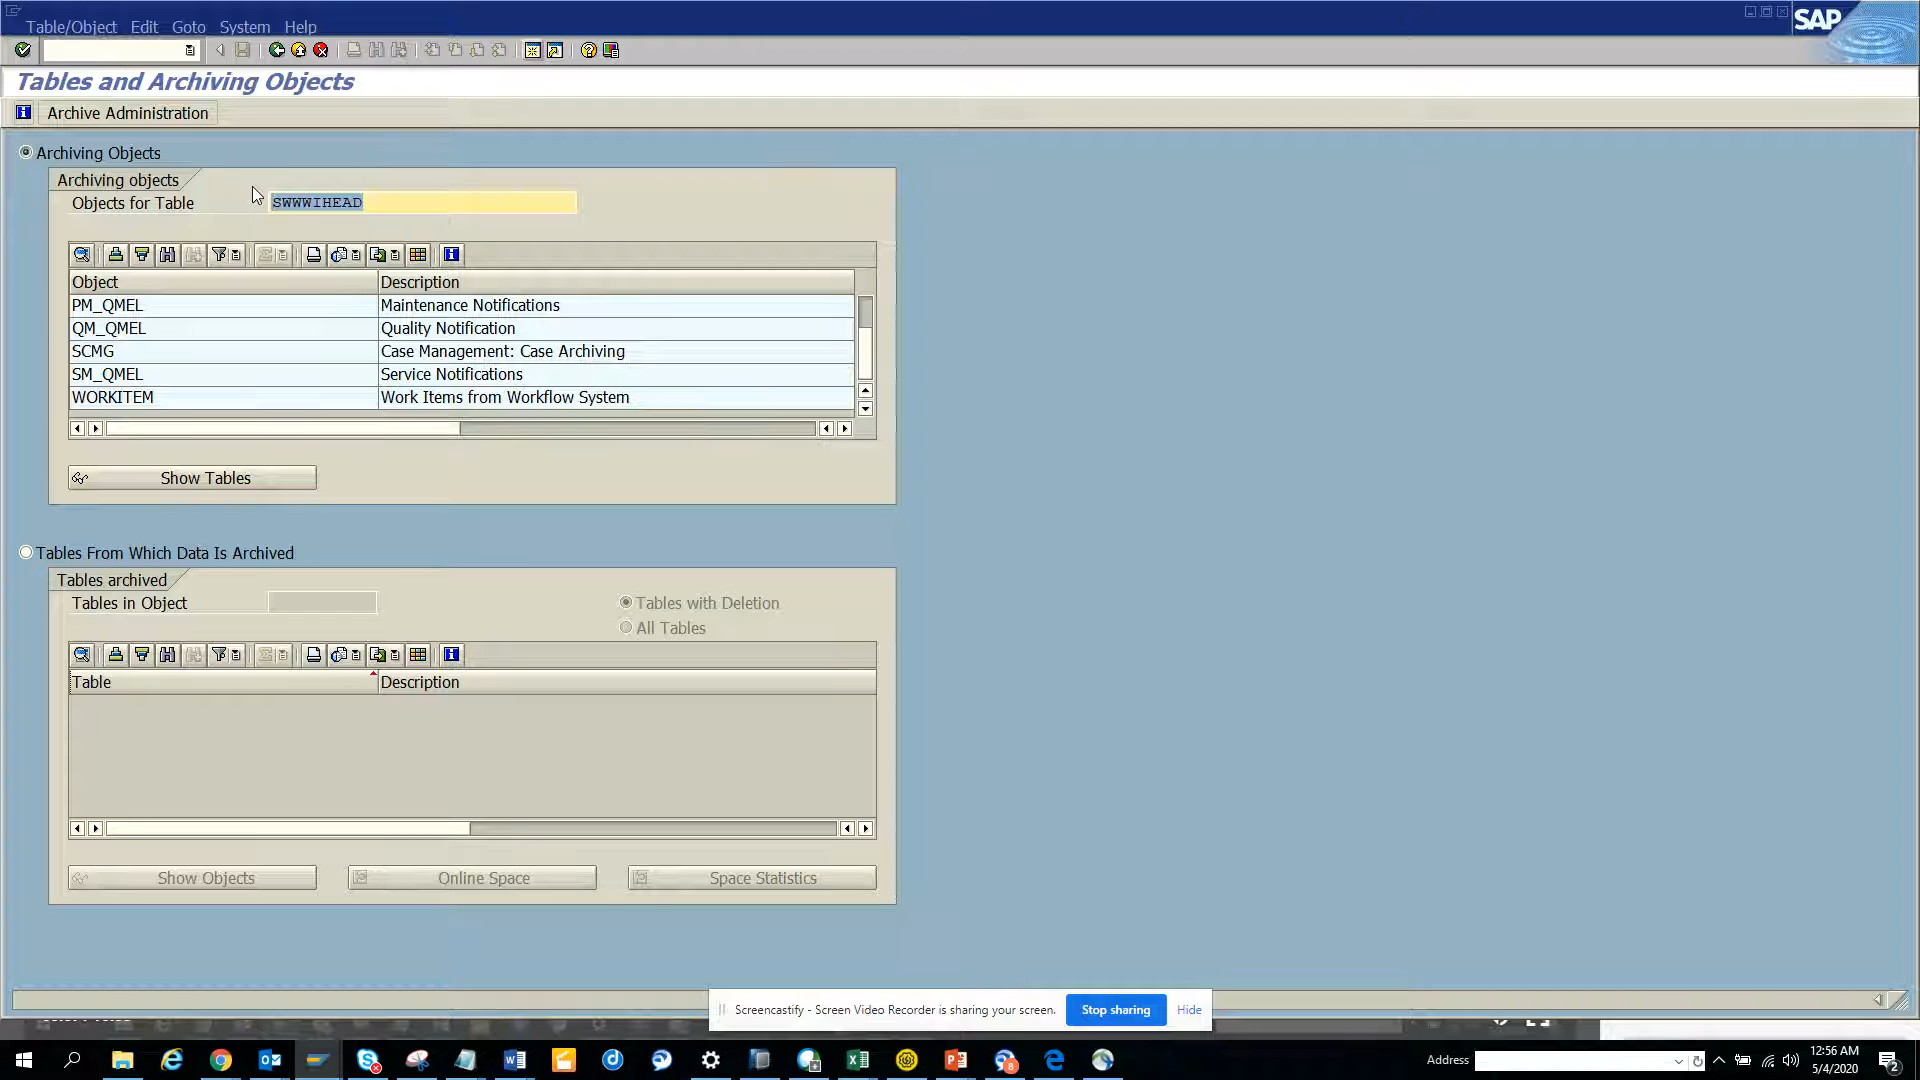 Table/Object Edit Goto System Help
SAP
Tables and Archiving Objects
Archive Administration
Archiving Objects
Archiving objects
Objects for Table SWWWIHEAD
Object Description
PM_QMEL Maintenance Notifications
QM_QMEL Quality Notification
SCMG Case Management: Case Archiving
SM_QMEL Service Notifications
WORKITEM Work Items from Workflow System
Show Tables
Tables From Which Data Is Archived
Tables archived
Tables in Object
Tables with Deletion
All Tables
Table Description
Show Objects Online Space Space Statistics
Screencastify - Screen Video Recorder is sharing your screen. Stop sharing Hide
Address
12:56 AM
5/4/2020
8
2